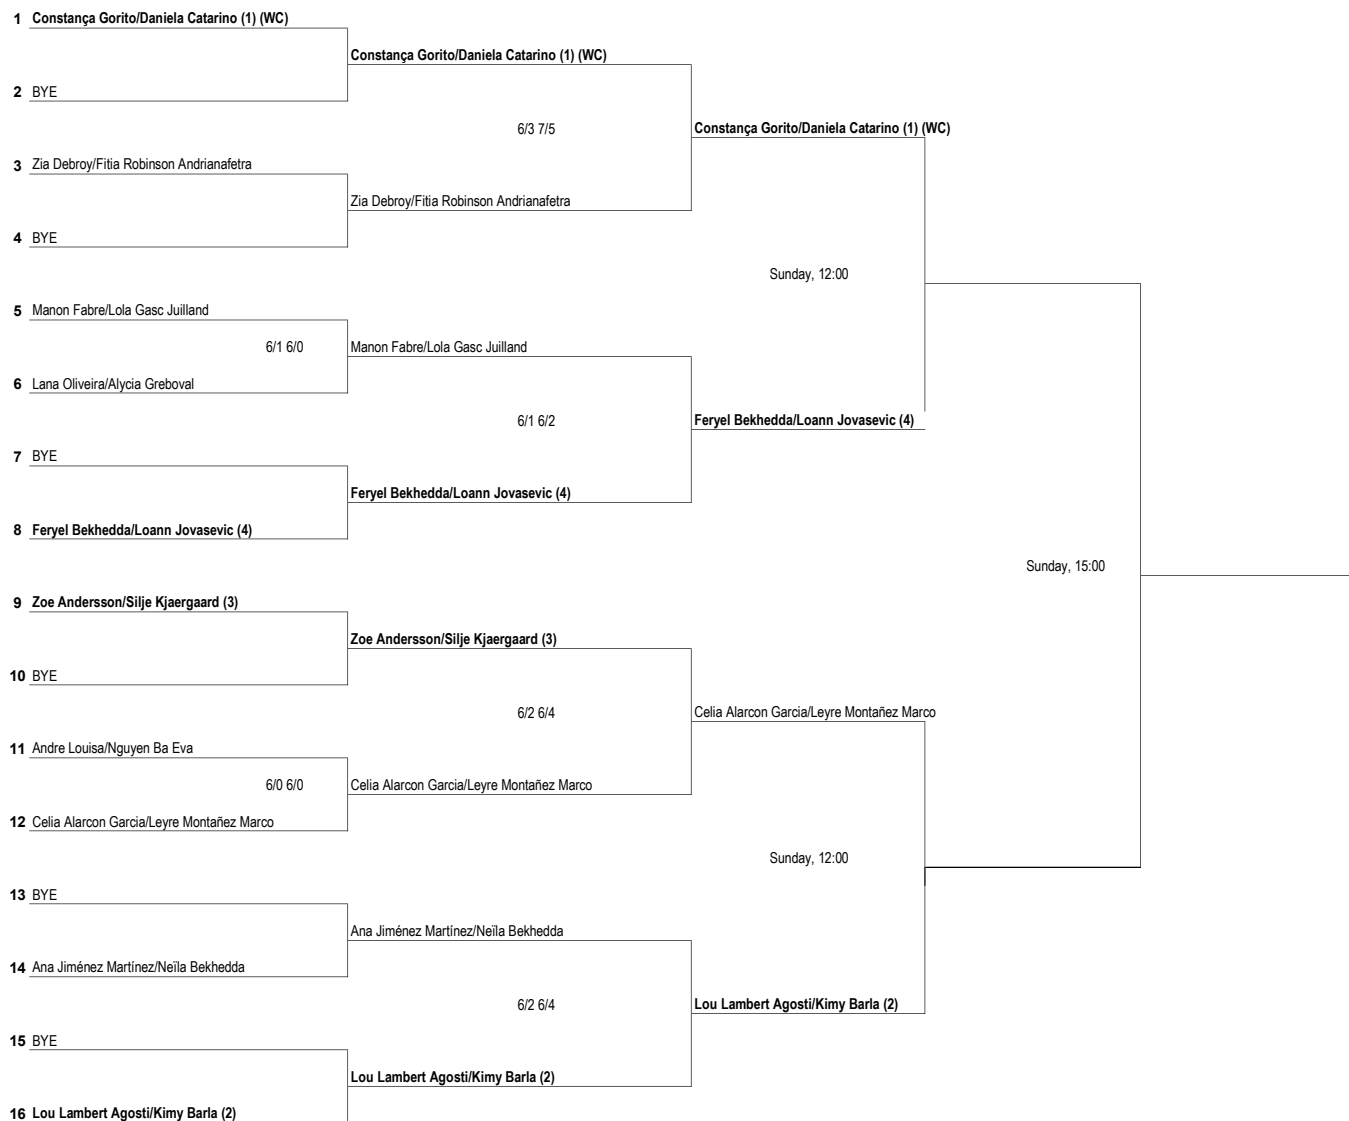 1 Constança Gorito/Daniela Catarino (1) (WC)
Constança Gorito/Daniela Catarino (1) (WC)
2 BYE
6/3 7/5
Constança Gorito/Daniela Catarino (1) (WC)
3 Zia Debroy/Fitia Robinson Andrianafetra
Zia Debroy/Fitia Robinson Andrianafetra
4 BYE
Sunday, 12:00
5 Manon Fabre/Lola Gasc Juilland
6/1 6/0
Manon Fabre/Lola Gasc Juilland
6 Lana Oliveira/Alycia Greboval
6/1 6/2
Feryel Bekhedda/Loann Jovasevic (4)
7 BYE
Feryel Bekhedda/Loann Jovasevic (4)
8 Feryel Bekhedda/Loann Jovasevic (4)
Sunday, 15:00
9 Zoe Andersson/Silje Kjaergaard (3)
Zoe Andersson/Silje Kjaergaard (3)
10 BYE
6/2 6/4
Celia Alarcon Garcia/Leyre Montañez Marco
11 Andre Louisa/Nguyen Ba Eva
6/0 6/0
Celia Alarcon Garcia/Leyre Montañez Marco
12 Celia Alarcon Garcia/Leyre Montañez Marco
Sunday, 12:00
13 BYE
Ana Jiménez Martínez/Neïla Bekhedda
14 Ana Jiménez Martínez/Neïla Bekhedda
6/2 6/4
Lou Lambert Agosti/Kimy Barla (2)
15 BYE
Lou Lambert Agosti/Kimy Barla (2)
16 Lou Lambert Agosti/Kimy Barla (2)